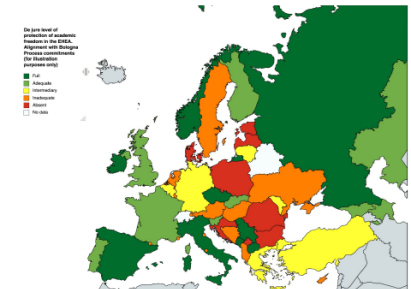 De jure level of
protection of academic
freedom in the EHEA.
Alignment with Bologna
Process commitments
(for illustration
purposes only)
Full
Adequate
Intermediary
Inadequate
Absent
No data